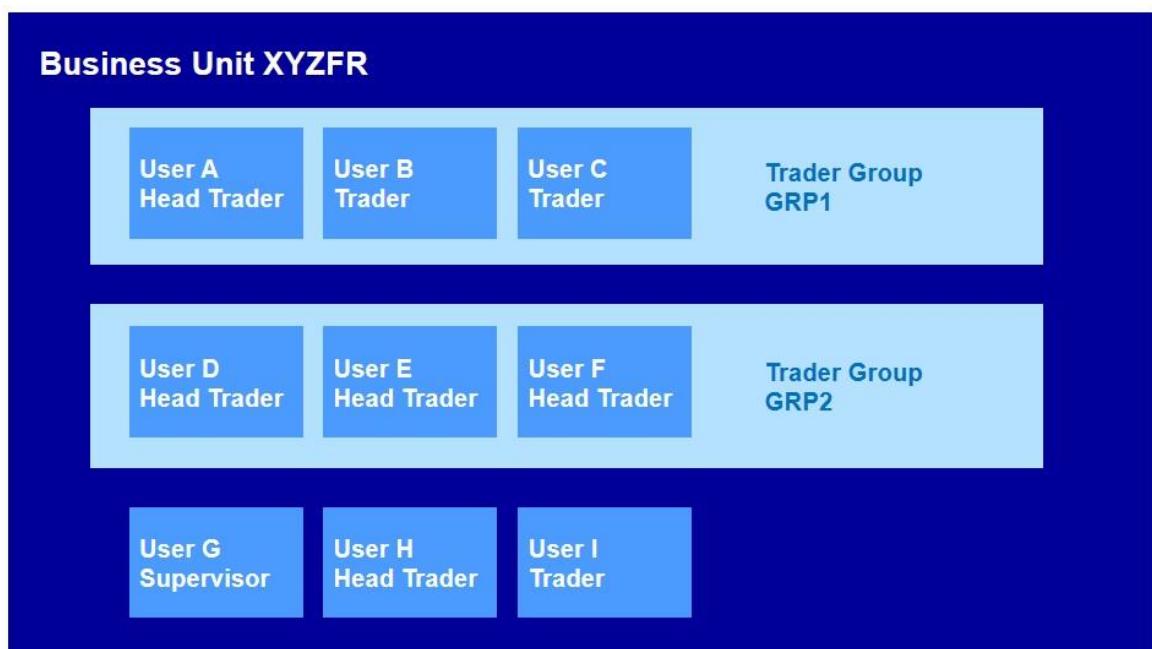 Business Unit XYZFR
User A
Head Trader
User B
Trader
User C
Trader
Trader Group
GRP1
User D
Head Trader
User E
Head Trader
User F
Head Trader
Trader Group
GRP2
User G
Supervisor
User H
Head Trader
User I
Trader